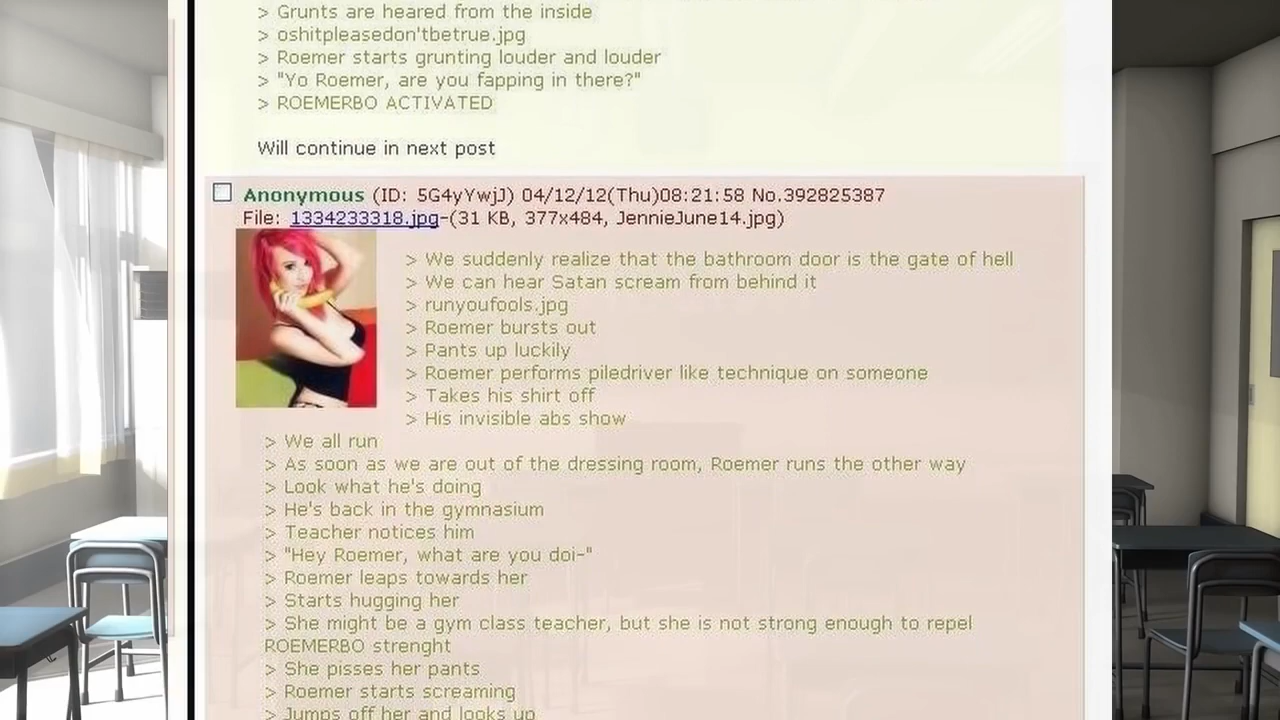 > Grunts are heared from the inside
> oshitpleasedon'tbetrue.jpg
> Roemer starts grunting louder and louder
> "Yo Roemer, are you fapping in there?"
> ROEMERBO ACTIVATED
Will continue in next post
Anonymous (ID: 5G4yYwjJ) 04/12/12(Thu)08:21:58 No.392825387
File: 1334233318.jpg-(31 KB, 377x484, JennieJune14.jpg)
> We suddenly realize that the bathroom door is the gate of hell
> We can hear Satan scream from behind it
> runyoufools.jpg
> Roemer bursts out
> Pants up luckily
> Roemer performs piledriver like technique on someone
> Takes his shirt off
> His invisible abs show
> We all run
> As soon as we are out of the dressing room, Roemer runs the other way
> Look what he's doing
> He's back in the gymnasium
> Teacher notices him
> "Hey Roemer, what are you doi-"
> Roemer leaps towards her
> Starts hugging her
> She might be a gym class teacher, but she is not strong enough to repel
ROEMERBO strenght
> She pisses her pants
> Roemer starts screaming
> Jumps off her and looks up